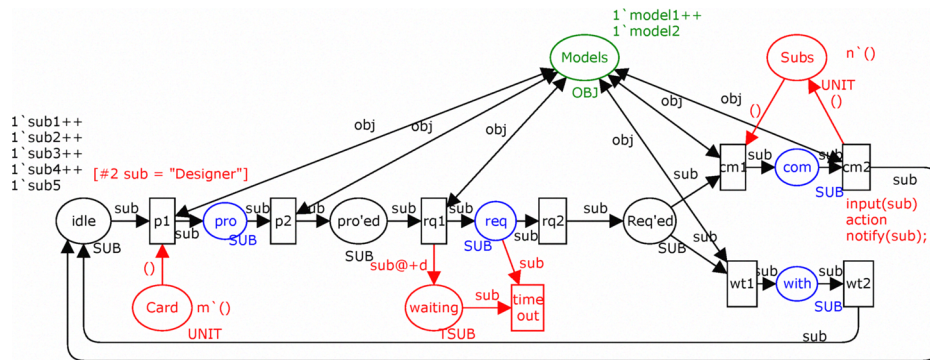 1`model1++
1`model2
Models
OBJ
Subs
n`()
UNIT
()
()
obj
obj
obj
obj
obj
obj
1`sub1++
1`sub2++
1`sub3++
1`sub4++
1`sub5
[#2 sub = "Designer"]
idle
SUB
sub
p1
sub
pro
SUB
sub
p2
sub
pro'ed
SUB
sub
rq1
sub
req
SUB
sub
rq2
sub
Req'ed
SUB
sub
sub
cm1
sub
com
SUB
sub
cm2
sub
input(sub)
action
notify(sub);
()
Card
m`()
UNIT
sub@+d
waiting
TSUB
sub
sub
time
out
wt1
sub
with
SUB
sub
wt2
sub